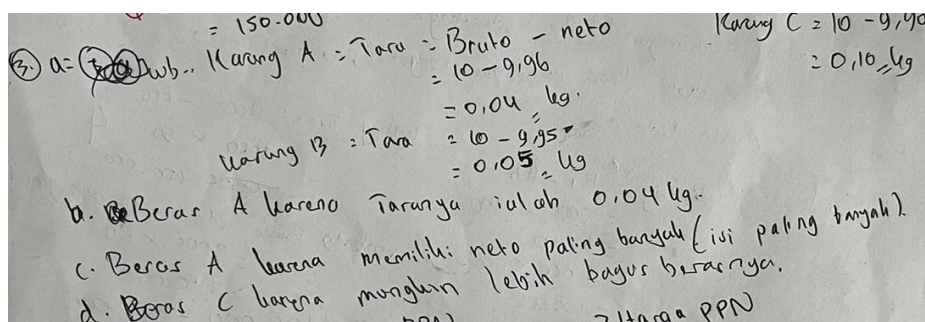 = 150.000
3. a= Jwb.. Karung A = Tara = Bruto - neto
= 10 - 9,96
= 0,04 kg.
Karung B = Tara = 10 - 9,95
= 0,05 kg
Karung C = 10 - 9,90
= 0,10 kg
b. Beras A karena Taranya ialah 0.04 kg.
c. Beras A karena memiliki neto paling banyak (isi paling banyak)
d. Beras C karena mungkin lebih bagus berasnya.
Harga PPN